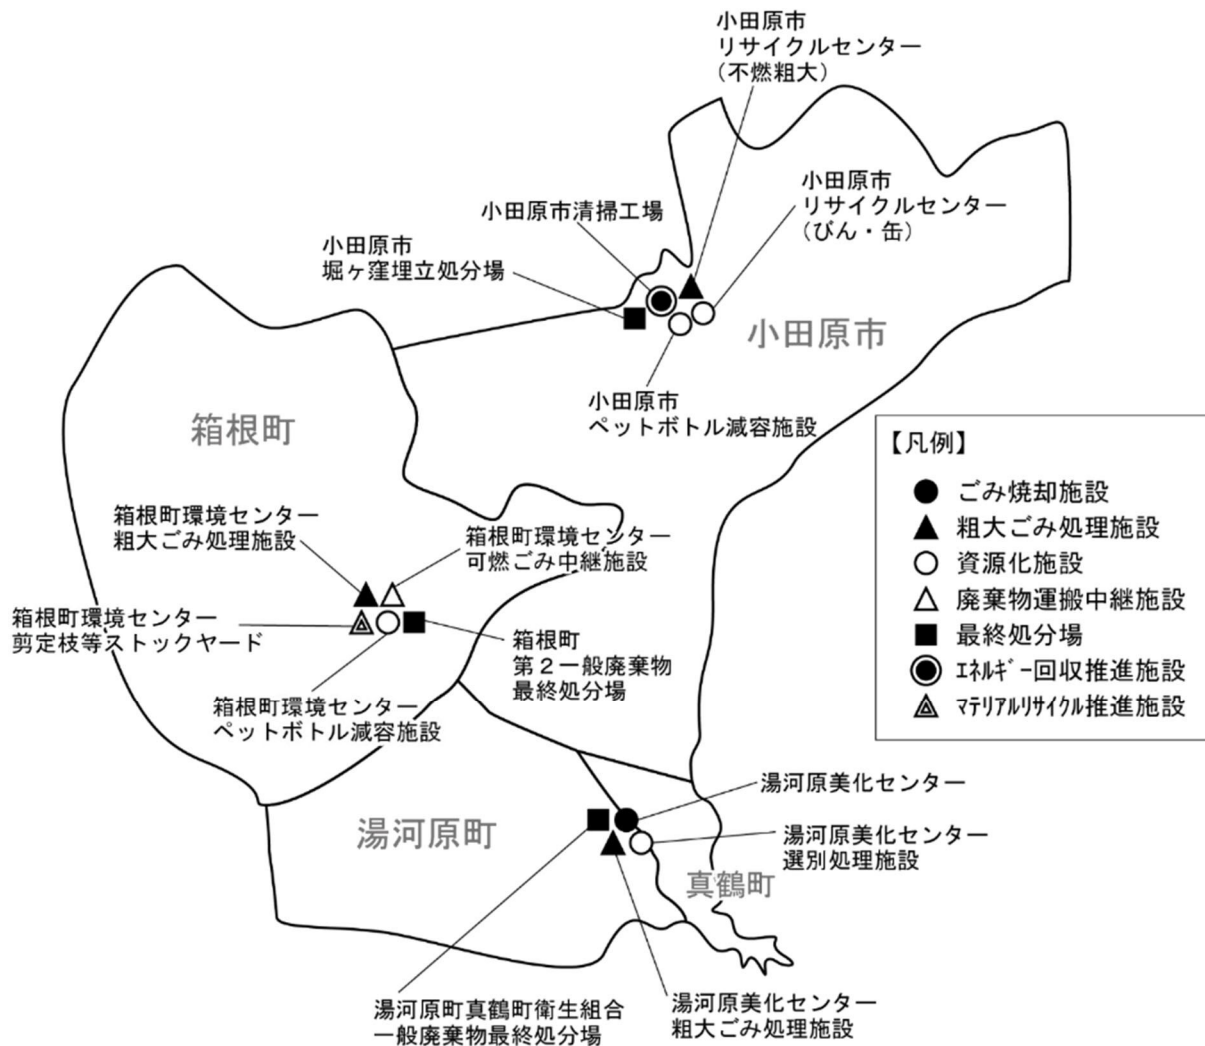 小田原市
リサイクルセンター
(不燃粗大)
小田原市
リサイクルセンター
(びん・缶)
小田原市清掃工場
小田原市
堀ヶ窪埋立処分場
小田原市
小田原市
ペットボトル減容施設
箱根町
箱根町環境センター
粗大ごみ処理施設
箱根町環境センター
可燃ごみ中継施設
箱根町環境センター
剪定枝等ストックヤード
箱根町
第2一般廃棄物
最終処分場
箱根町環境センター
ペットボトル減容施設
【凡例】
ごみ焼却施設
粗大ごみ処理施設
資源化施設
廃棄物運搬中継施設
最終処分場
エネルギー回収推進施設
マテリアルリサイクル推進施設
湯河原美化センター
湯河原町
湯河原美化センター
選別処理施設
真鶴町
湯河原町真鶴町衛生組合
一般廃棄物最終処分場
湯河原美化センター
粗大ごみ処理施設